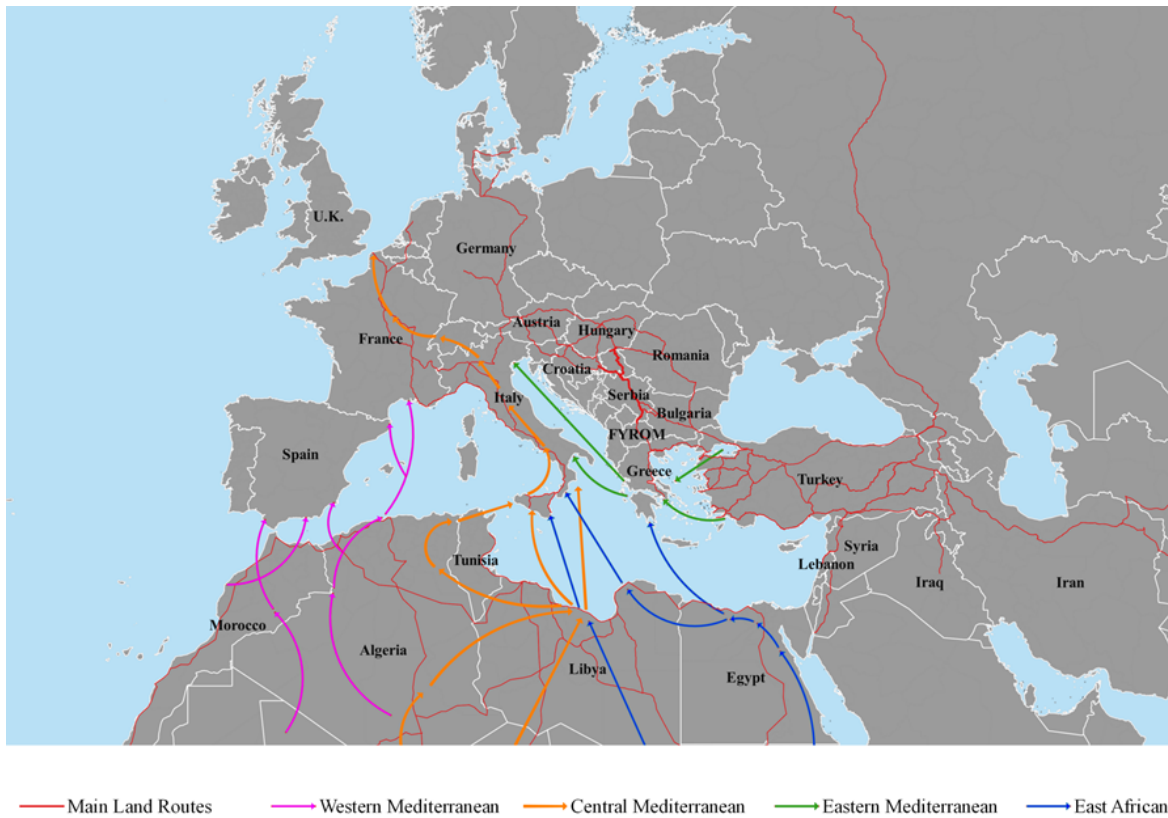 U.K.
Germany
Austria
Hungary
France
Romania
Croatia
Italy
Serbia
Bulgaria
FYROM
Spain
Greece
Turkey
Tunisia
Syria
Lebanon
Iraq
Iran
Morocco
Algeria
Libya
Egypt
Main Land Routes Western Mediterranean Central Mediterranean Eastern Mediterranean East African